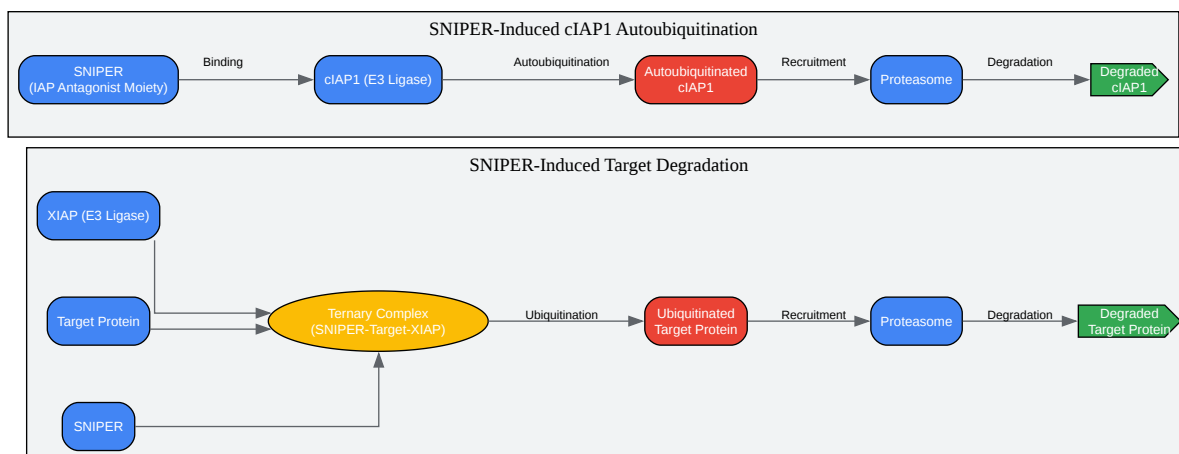 SNIPER-Induced cIAP1 Autoubiquitination
SNIPER
(IAP Antagonist Moiety)
Binding
cIAP1 (E3 Ligase)
Autoubiquitination
Autoubiquitinated
cIAP1
Recruitment
Proteasome
Degradation
Degraded
cIAP1
SNIPER-Induced Target Degradation
XIAP (E3 Ligase)
Target Protein
SNIPER
Ternary Complex
(SNIPER-Target-XIAP)
Ubiquitination
Ubiquitinated
Target Protein
Recruitment
Proteasome
Degradation
Degraded
Target Protein